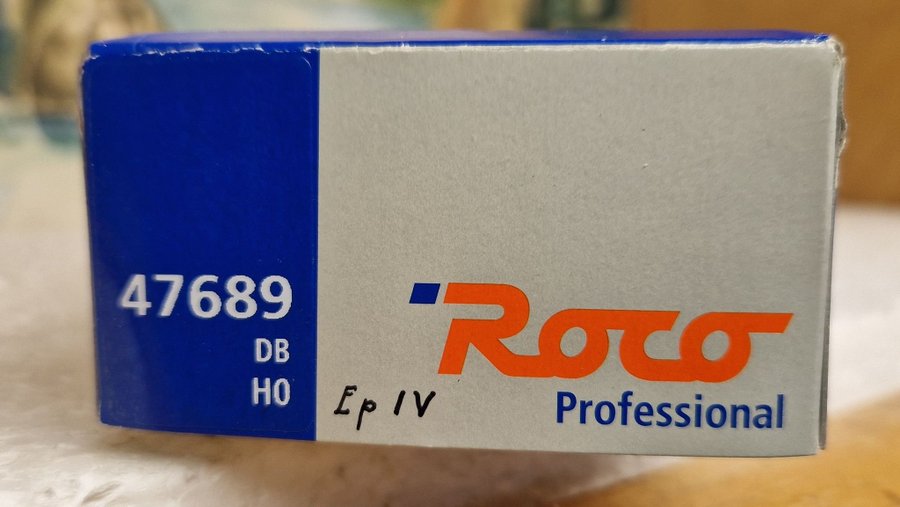 47689
DB
H0
Ep IV
Roco
Professional